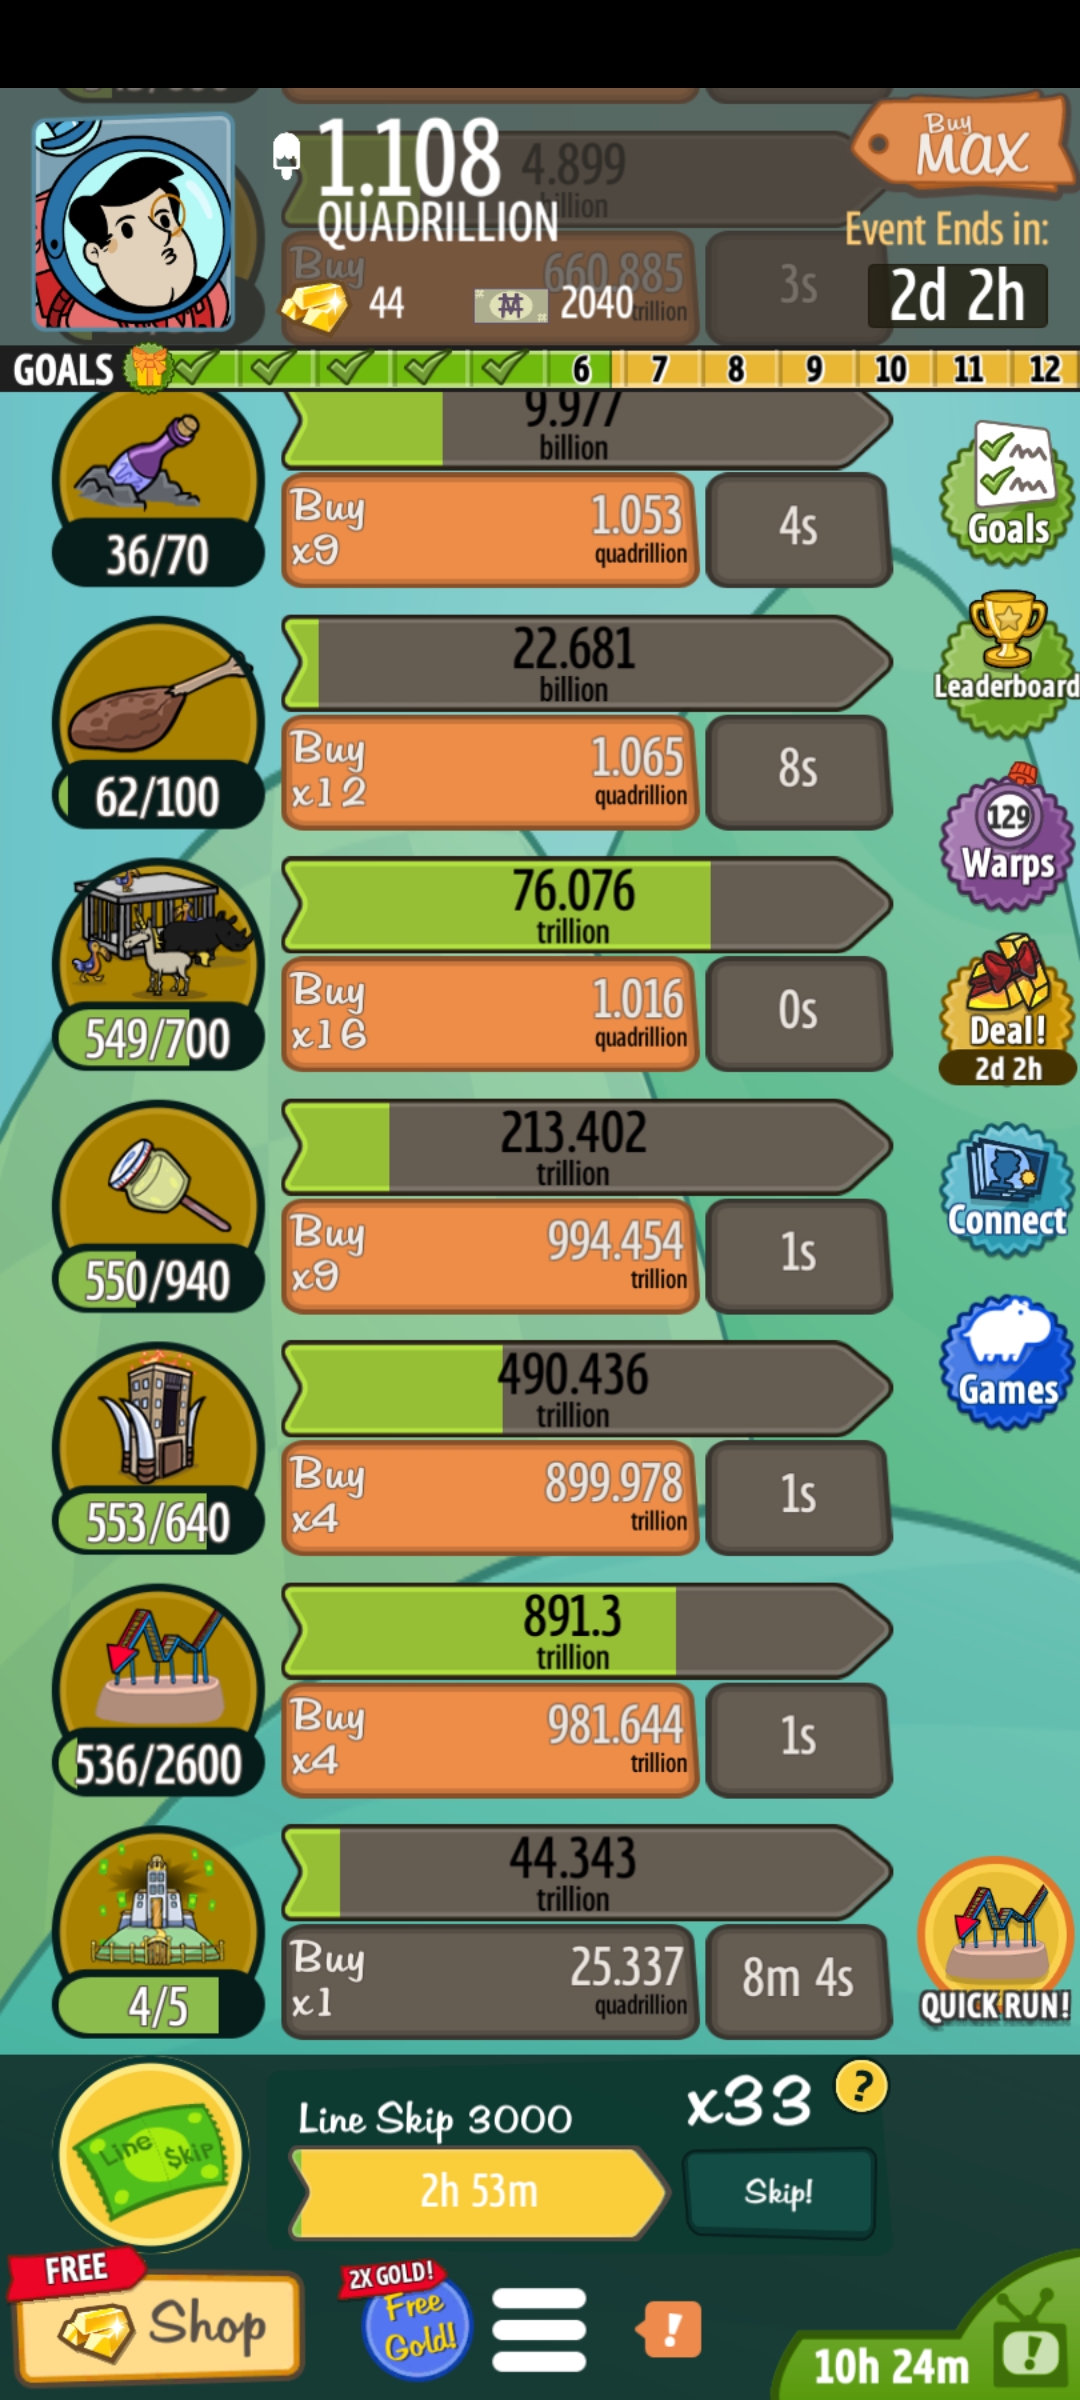 1.108
QUADRILLION
4.899
Buy
MAX
Event Ends in:
Buy
660.885
trillion
3s
44
2040
2d 2h
GOALS
6
7
8
9
10
11
12
9.977
billion
36/70
Buy
x9
1.053
quadrillion
4s
Goals
22.681
billion
62/100
Buy
x12
1.065
quadrillion
8s
Leaderboard
76.076
trillion
549/700
Buy
x16
1.016
quadrillion
0s
129
Warps
Deal!
2d 2h
213.402
trillion
550/940
Buy
x9
994.454
trillion
1s
Connect
490.436
trillion
553/640
Buy
x4
899.978
trillion
1s
Games
891.3
trillion
536/2600
Buy
x4
981.644
trillion
1s
44.343
trillion
4/5
Buy
x1
25.337
quadrillion
8m 4s
QUICK RUN!
Line $kip
Line Skip 3000
x33
?
2h 53m
Skip!
FREE
Shop
2X GOLD!
Free
Gold!
!
10h 24m
!